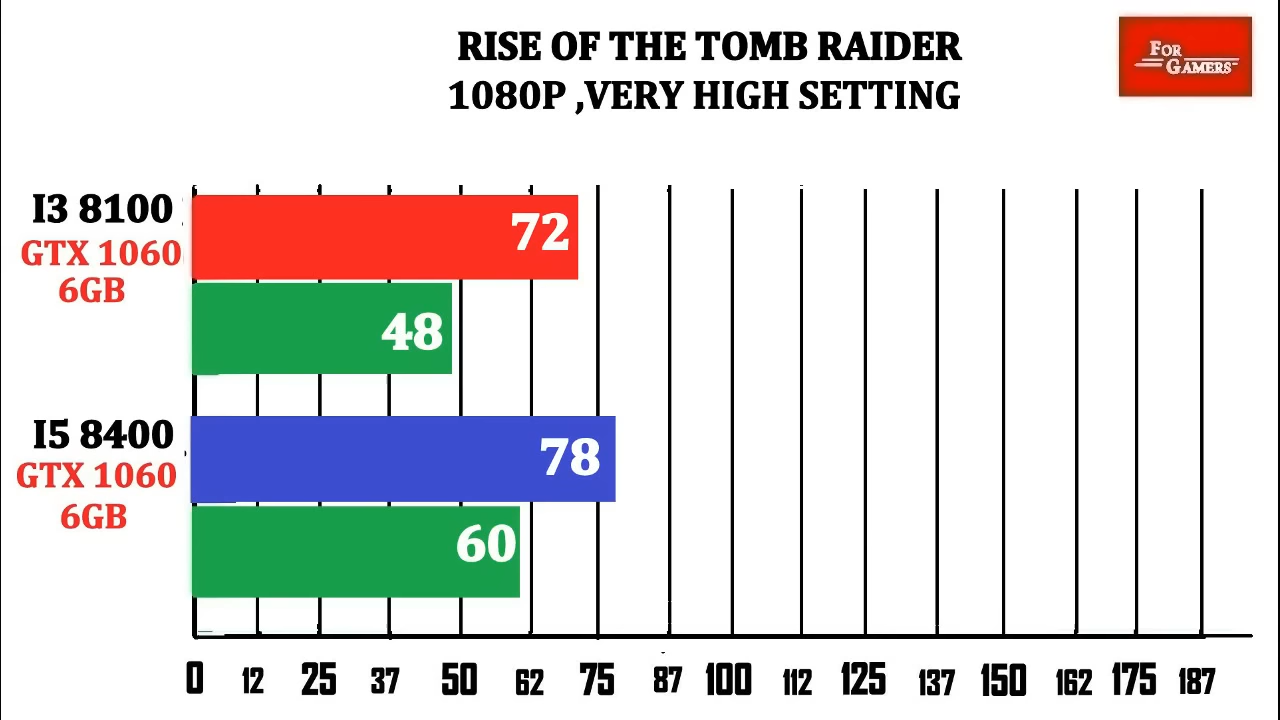 RISE OF THE TOMB RAIDER
1080P ,VERY HIGH SETTING
FOR
GAMERS
I3 8100
GTX 1060
6GB
72
48
I5 8400
GTX 1060
6GB
78
60
0 12 25 37 50 62 75 87 100 112 125 137 150 162 175 187